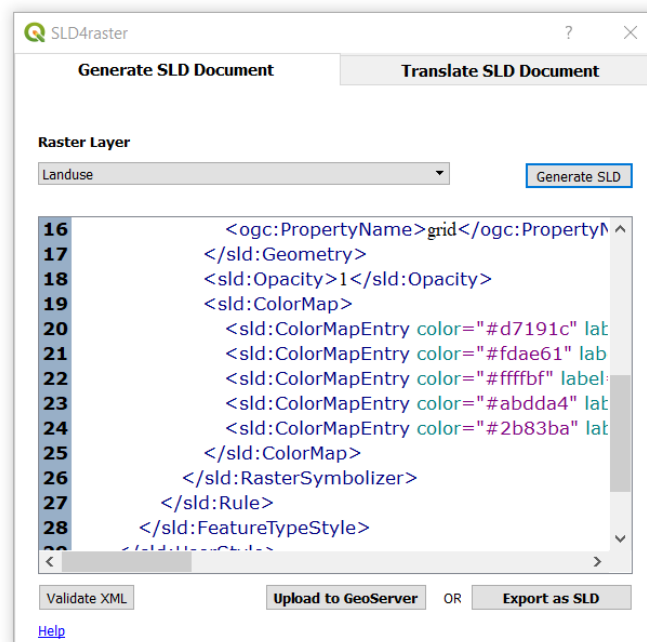 SLD4raster ?
Generate SLD Document Translate SLD Document
Raster Layer
Landuse Generate SLD
16 <ogc:PropertyName>grid</ogc:PropertyN
17 </sld:Geometry>
18 <sld:Opacity>1</sld:Opacity>
19 <sld:ColorMap>
20 <sld:ColorMapEntry color="#d7191c" lab
21 <sld:ColorMapEntry color="#fdae61" lab
22 <sld:ColorMapEntry color="#ffffbf" label=
23 <sld:ColorMapEntry color="#abdda4" lab
24 <sld:ColorMapEntry color="#2b83ba" lab
25 </sld:ColorMap>
26 </sld:RasterSymbolizer>
27 </sld:Rule>
28 </sld:FeatureTypeStyle>
29 </sld:UserStyle>
Validate XML Upload to GeoServer OR Export as SLD
Help